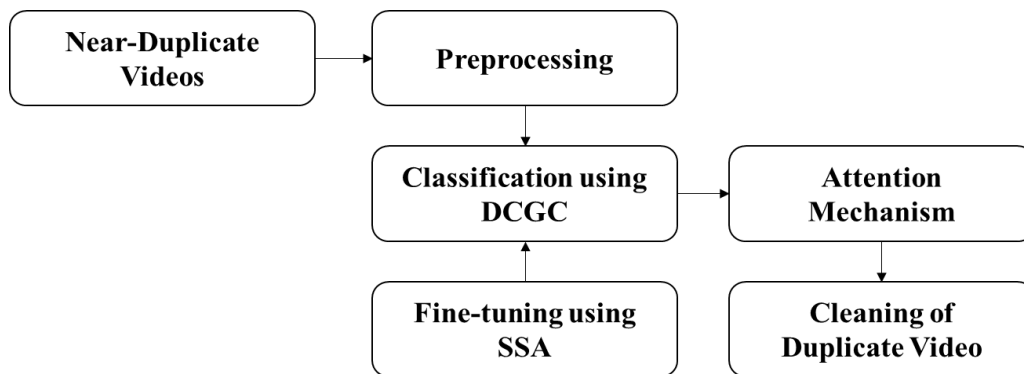 Near-Duplicate
Videos
Preprocessing
Classification using
DCGC
Attention
Mechanism
Fine-tuning using
SSA
Cleaning of
Duplicate Video